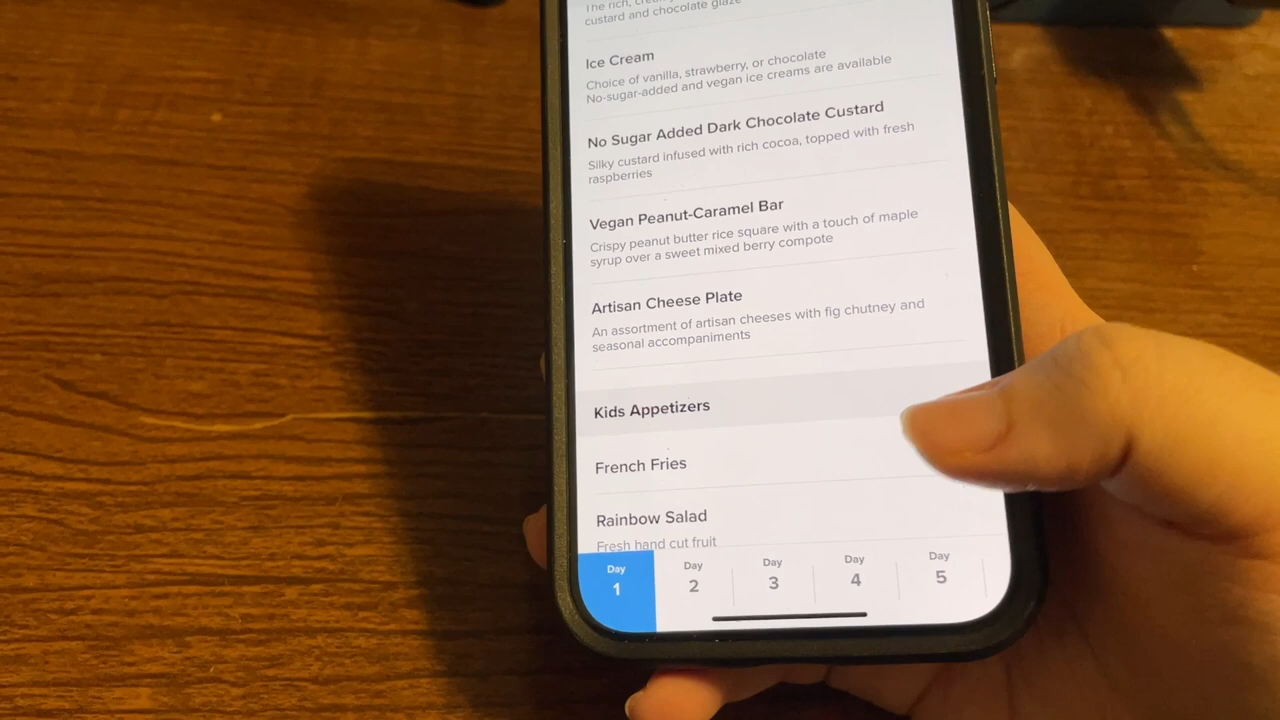 The rich,
custard and chocolate glaze
Ice Cream
Choice of vanilla, strawberry, or chocolate
No-sugar-added and vegan ice creams are available
No Sugar Added Dark Chocolate Custard
Silky custard infused with rich cocoa, topped with fresh
raspberries
Vegan Peanut-Caramel Bar
Crispy peanut butter rice square with a touch of maple
syrup over a sweet mixed berry compote
Artisan Cheese Plate
An assortment of artisan cheeses with fig chutney and
seasonal accompaniments
Kids Appetizers
French Fries
Rainbow Salad
Fresh hand cut fruit
Day Day Day Day Day
1 2 3 4 5